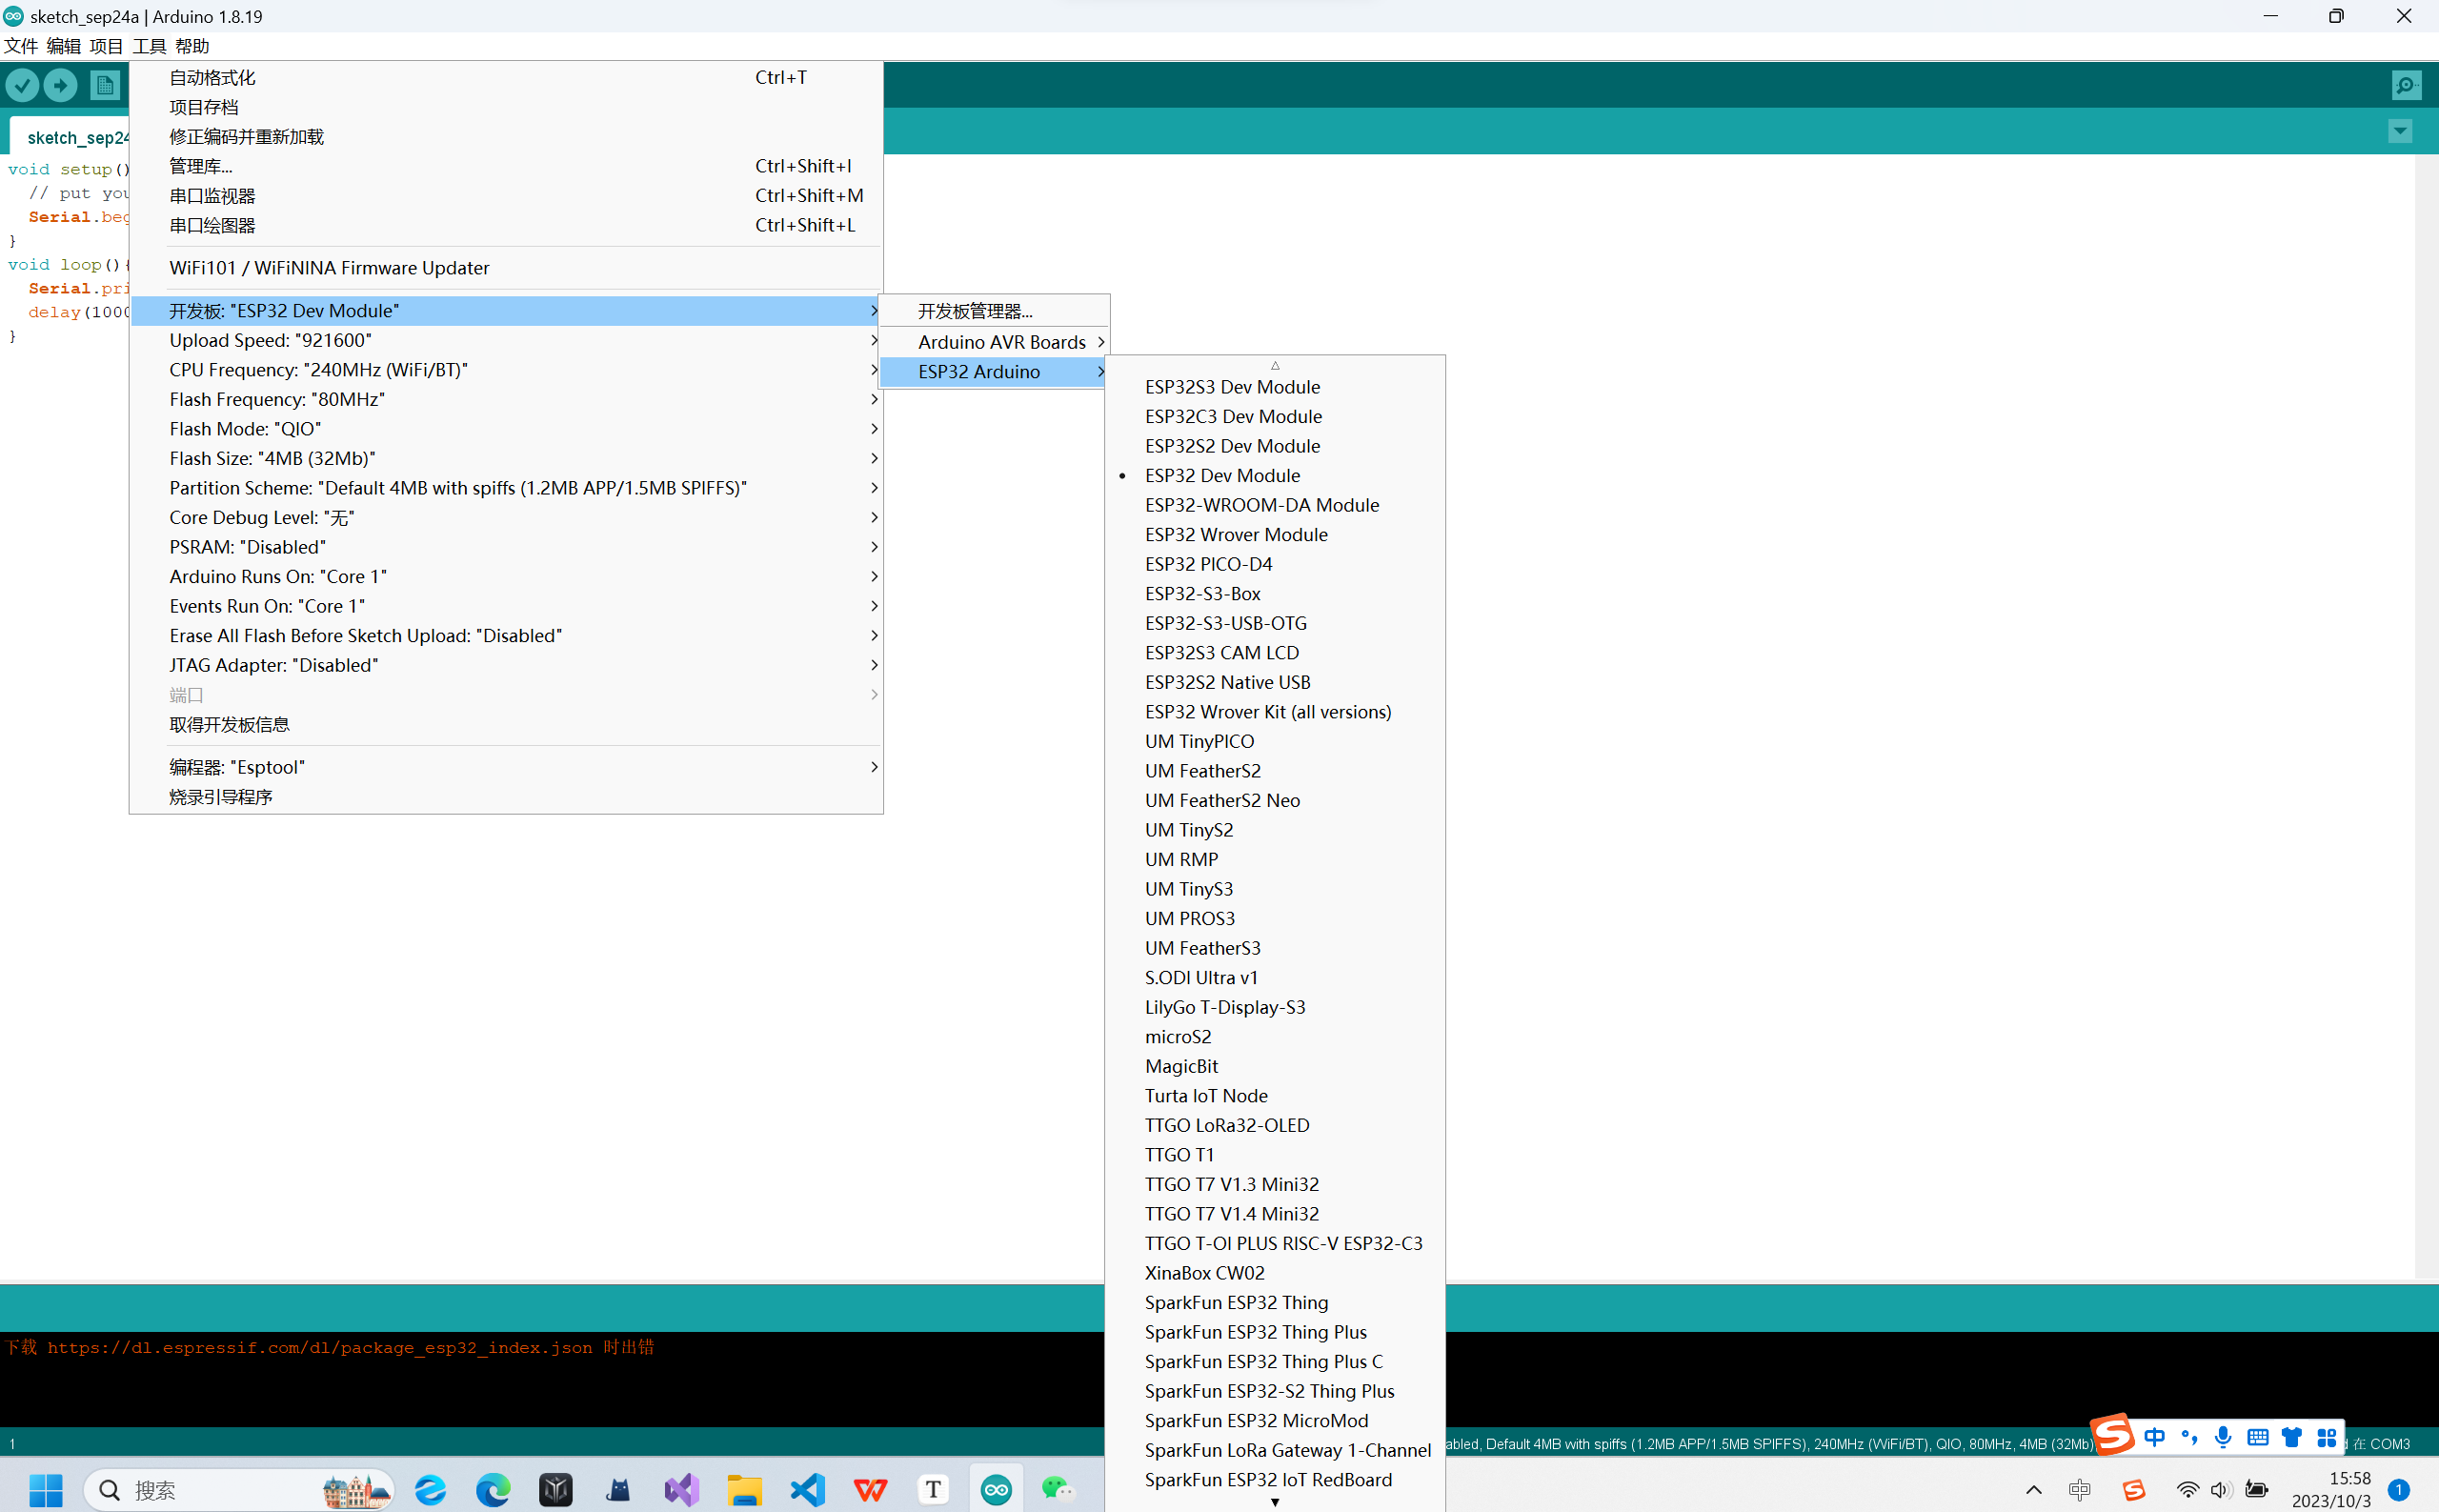 sketch_sep24a | Arduino 1.8.19
文件 编辑 项目 工具 帮助
自动格式化 Ctrl+T
项目存档
修正编码并重新加载
管理库... Ctrl+Shift+I
串口监视器 Ctrl+Shift+M
串口绘图器 Ctrl+Shift+L
WiFi101 / WiFiNINA Firmware Updater
开发板: "ESP32 Dev Module"
Upload Speed: "921600"
CPU Frequency: "240MHz (WiFi/BT)"
Flash Frequency: "80MHz"
Flash Mode: "QIO"
Flash Size: "4MB (32Mb)"
Partition Scheme: "Default 4MB with spiffs (1.2MB APP/1.5MB SPIFFS)"
Core Debug Level: "无"
PSRAM: "Disabled"
Arduino Runs On: "Core 1"
Events Run On: "Core 1"
Erase All Flash Before Sketch Upload: "Disabled"
JTAG Adapter: "Disabled"
端口
取得开发板信息
编程器: "Esptool"
烧录引导程序
sketch_sep24
void setup()
// put you
Serial.beg
}
void loop(){
Serial.pri
delay(1000
}
开发板管理器...
Arduino AVR Boards
ESP32 Arduino
ESP32S3 Dev Module
ESP32C3 Dev Module
ESP32S2 Dev Module
• ESP32 Dev Module
ESP32-WROOM-DA Module
ESP32 Wrover Module
ESP32 PICO-D4
ESP32-S3-Box
ESP32-S3-USB-OTG
ESP32S3 CAM LCD
ESP32S2 Native USB
ESP32 Wrover Kit (all versions)
UM TinyPICO
UM FeatherS2
UM FeatherS2 Neo
UM TinyS2
UM RMP
UM TinyS3
UM PROS3
UM FeatherS3
S.ODI Ultra v1
LilyGo T-Display-S3
microS2
MagicBit
Turta IoT Node
TTGO LoRa32-OLED
TTGO T1
TTGO T7 V1.3 Mini32
TTGO T7 V1.4 Mini32
TTGO T-OI PLUS RISC-V ESP32-C3
XinaBox CW02
SparkFun ESP32 Thing
SparkFun ESP32 Thing Plus
SparkFun ESP32 Thing Plus C
SparkFun ESP32-S2 Thing Plus
SparkFun ESP32 MicroMod
SparkFun LoRa Gateway 1-Channel
SparkFun ESP32 IoT RedBoard
下载 https://dl.espressif.com/dl/package_esp32_index.json 时出错
1
abled, Default 4MB with spiffs (1.2MB APP/1.5MB SPIFFS), 240MHz (WiFi/BT), QIO, 80MHz, 4MB (32Mb)
d 在 COM3
S 中
搜索
T
中
S
15:58
2023/10/3
1